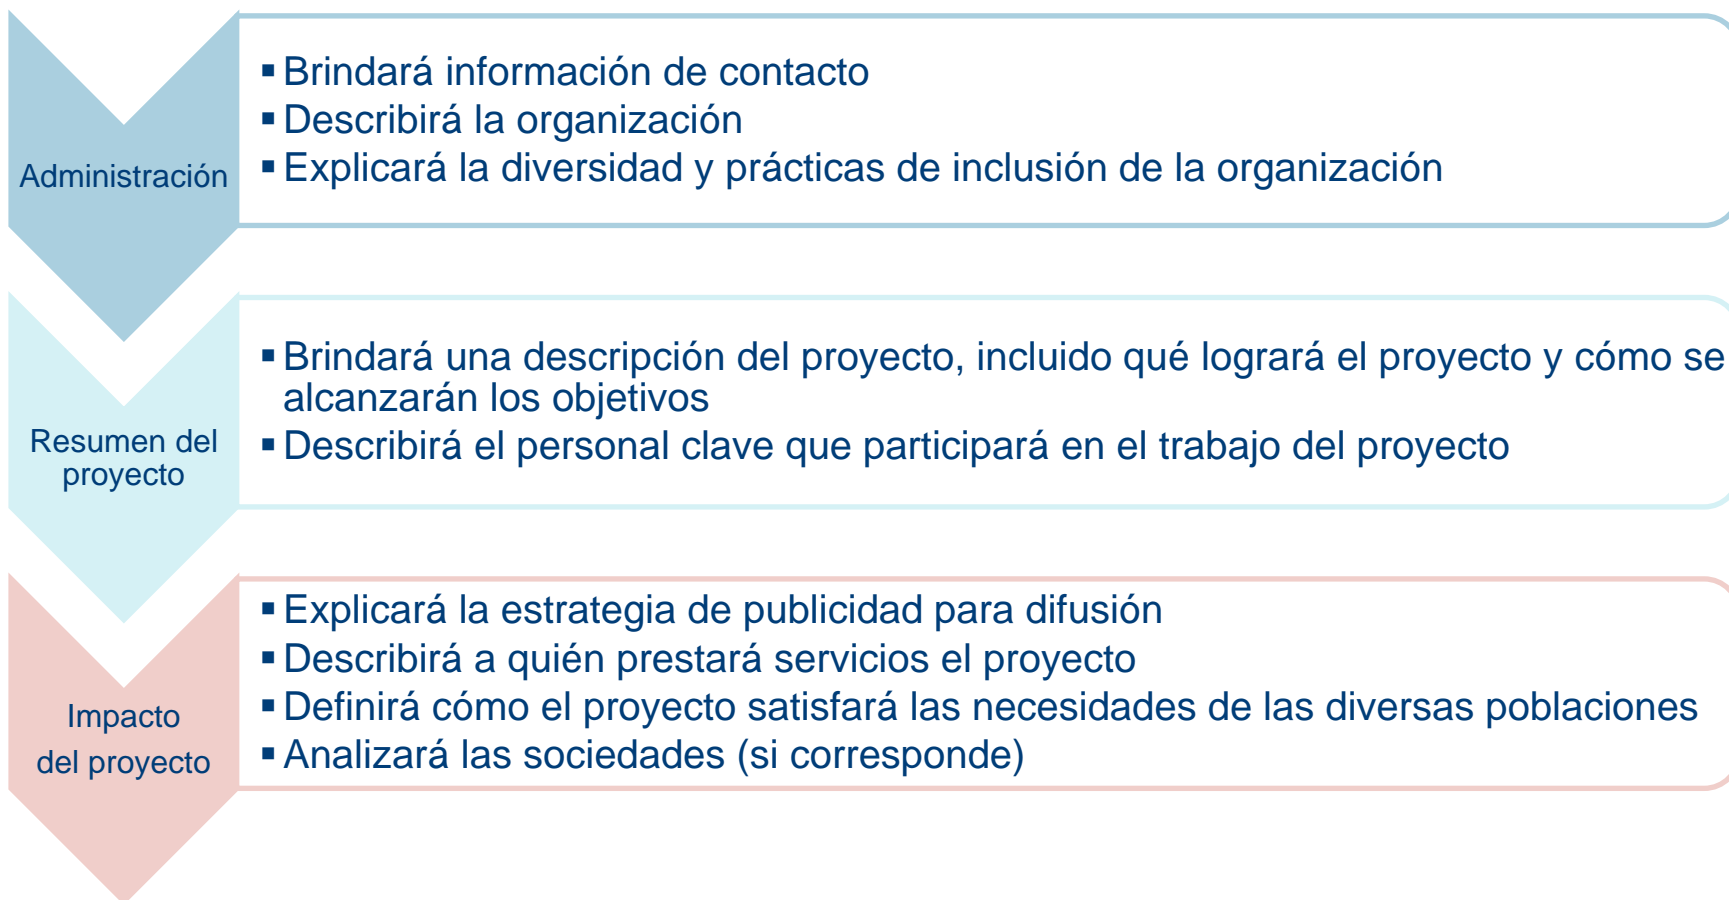 Administración
▪ Brindará información de contacto
▪ Describirá la organización
▪ Explicará la diversidad y prácticas de inclusión de la organización
Resumen del
proyecto
▪ Brindará una descripción del proyecto, incluido qué logrará el proyecto y cómo se
alcanzarán los objetivos
▪ Describirá el personal clave que participará en el trabajo del proyecto
Impacto
del proyecto
▪ Explicará la estrategia de publicidad para difusión
▪ Describirá a quién prestará servicios el proyecto
▪ Definirá cómo el proyecto satisfará las necesidades de las diversas poblaciones
▪ Analizará las sociedades (si corresponde)